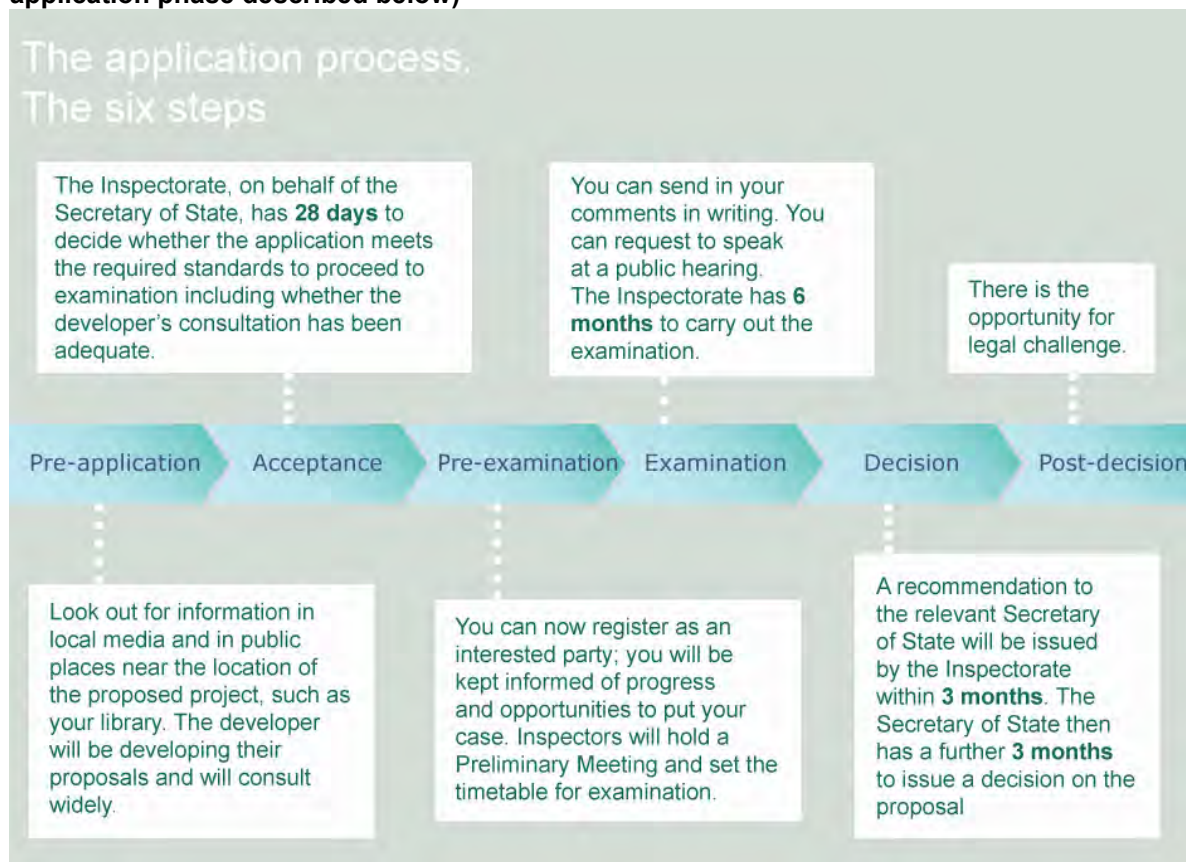 application phase described below)
The application process.
The six steps
The Inspectorate, on behalf of the
Secretary of State, has 28 days to
decide whether the application meets
the required standards to proceed to
examination including whether the
developer's consultation has been
adequate.
You can send in your
comments in writing. You
can request to speak
at a public hearing.
The Inspectorate has 6
months to carry out the
examination.
There is the
opportunity for
legal challenge.
Pre-application
Acceptance
Pre-examination
Examination
Decision
Post-decision
Look out for information in
local media and in public
places near the location of
the proposed project, such as
your library. The developer
will be developing their
proposals and will consult
widely.
You can now register as an
interested party; you will be
kept informed of progress
and opportunities to put your
case. Inspectors will hold a
Preliminary Meeting and set the
timetable for examination.
A recommendation to
the relevant Secretary
of State will be issued
by the Inspectorate
within 3 months. The
Secretary of State then
has a further 3 months
to issue a decision on the
proposal